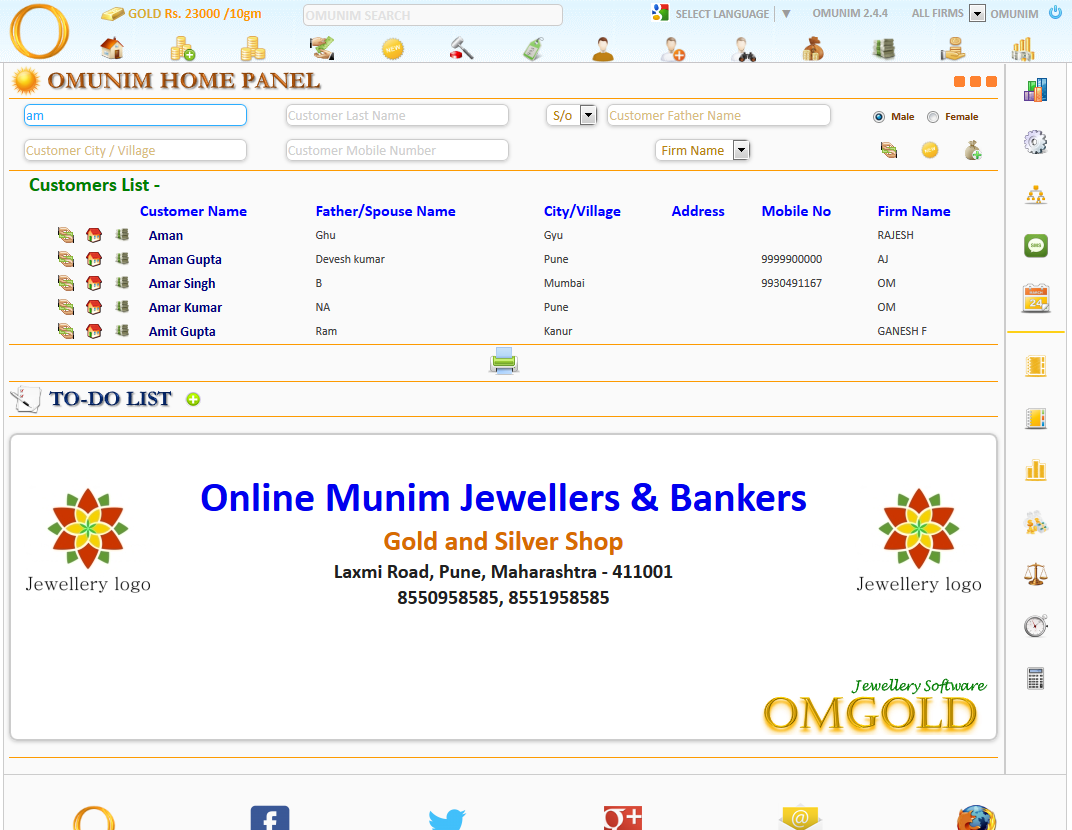 GOLD Rs. 23000 /10gm OMUNIM SEARCH SELECT LANGUAGE ▼ OMUNIM 2.4.4 ALL FIRMS OMUNIM
NEW
OMUNIM HOME PANEL
am Customer Last Name S/o Customer Father Name Male Female
Customer City / Village Customer Mobile Number Firm Name
Customers List -
Customer Name Father/Spouse Name City/Village Address Mobile No Firm Name
Aman Ghu Gyu RAJESH
Aman Gupta Devesh kumar Pune 9999900000 AJ
Amar Singh B Mumbai 9930491167 OM
Amar Kumar NA Pune OM
Amit Gupta Ram Kanur GANESH F
24
TO-DO LIST
Online Munim Jewellers & Bankers
Gold and Silver Shop
Laxmi Road, Pune, Maharashtra - 411001
8550958585, 8551958585
Jewellery logo Jewellery logo
Jewellery Software
OMGOLD
f g+ @